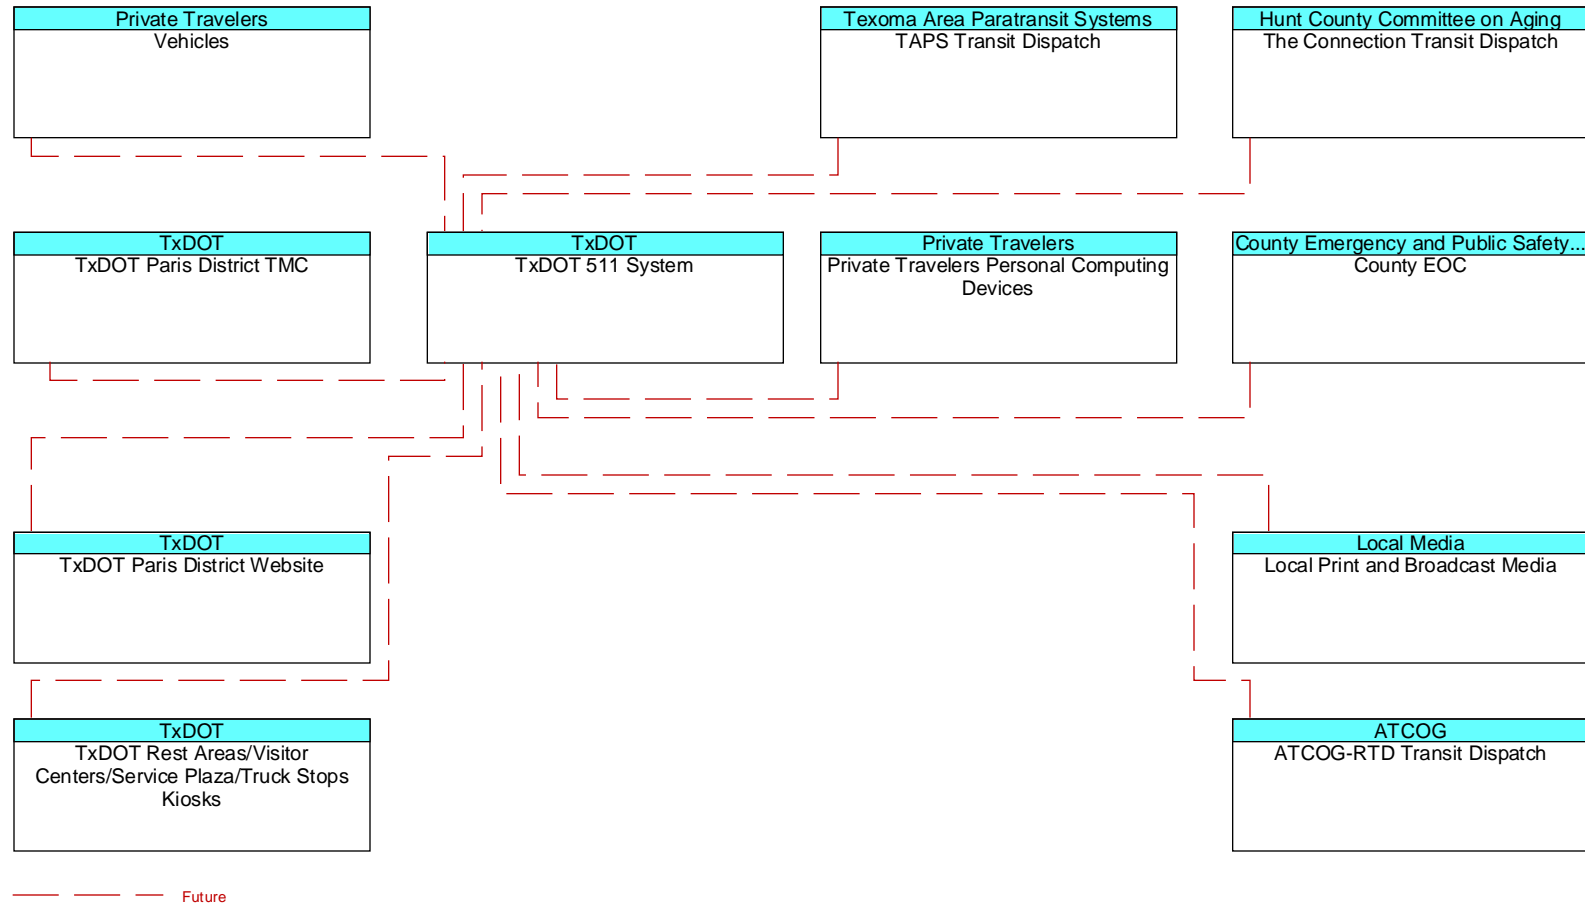 Private Travelers
Vehicles
Texoma Area Paratransit Systems
TAPS Transit Dispatch
Hunt County Committee on Aging
The Connection Transit Dispatch
TxDOT
TxDOT Paris District TMC
TxDOT
TxDOT 511 System
Private Travelers
Private Travelers Personal Computing
Devices
County Emergency and Public Safety...
County EOC
TxDOT
TxDOT Paris District Website
Local Media
Local Print and Broadcast Media
TxDOT
TxDOT Rest Areas/Visitor
Centers/Service Plaza/Truck Stops
Kiosks
ATCOG
ATCOG-RTD Transit Dispatch
Future